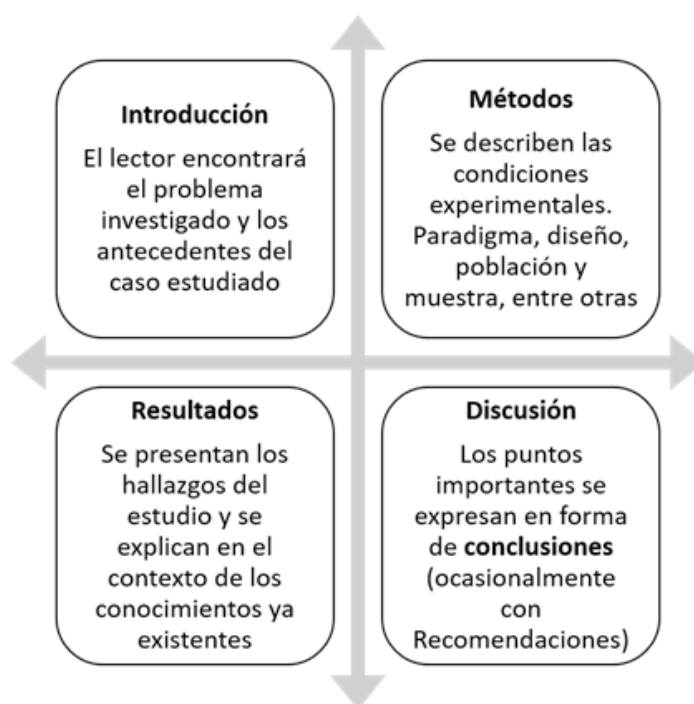 Introducción
El lector encontrará
el problema
investigado y los
antecedentes del
caso estudiado
Métodos
Se describen las
condiciones
experimentales.
Paradigma, diseño,
población y
muestra, entre otras
Resultados
Se presentan los
hallazgos del
estudio y se
explican en el
contexto de los
conocimientos ya
existentes
Discusión
Los puntos
importantes se
expresan en forma
de conclusiones
(ocasionalmente
con
Recomendaciones)